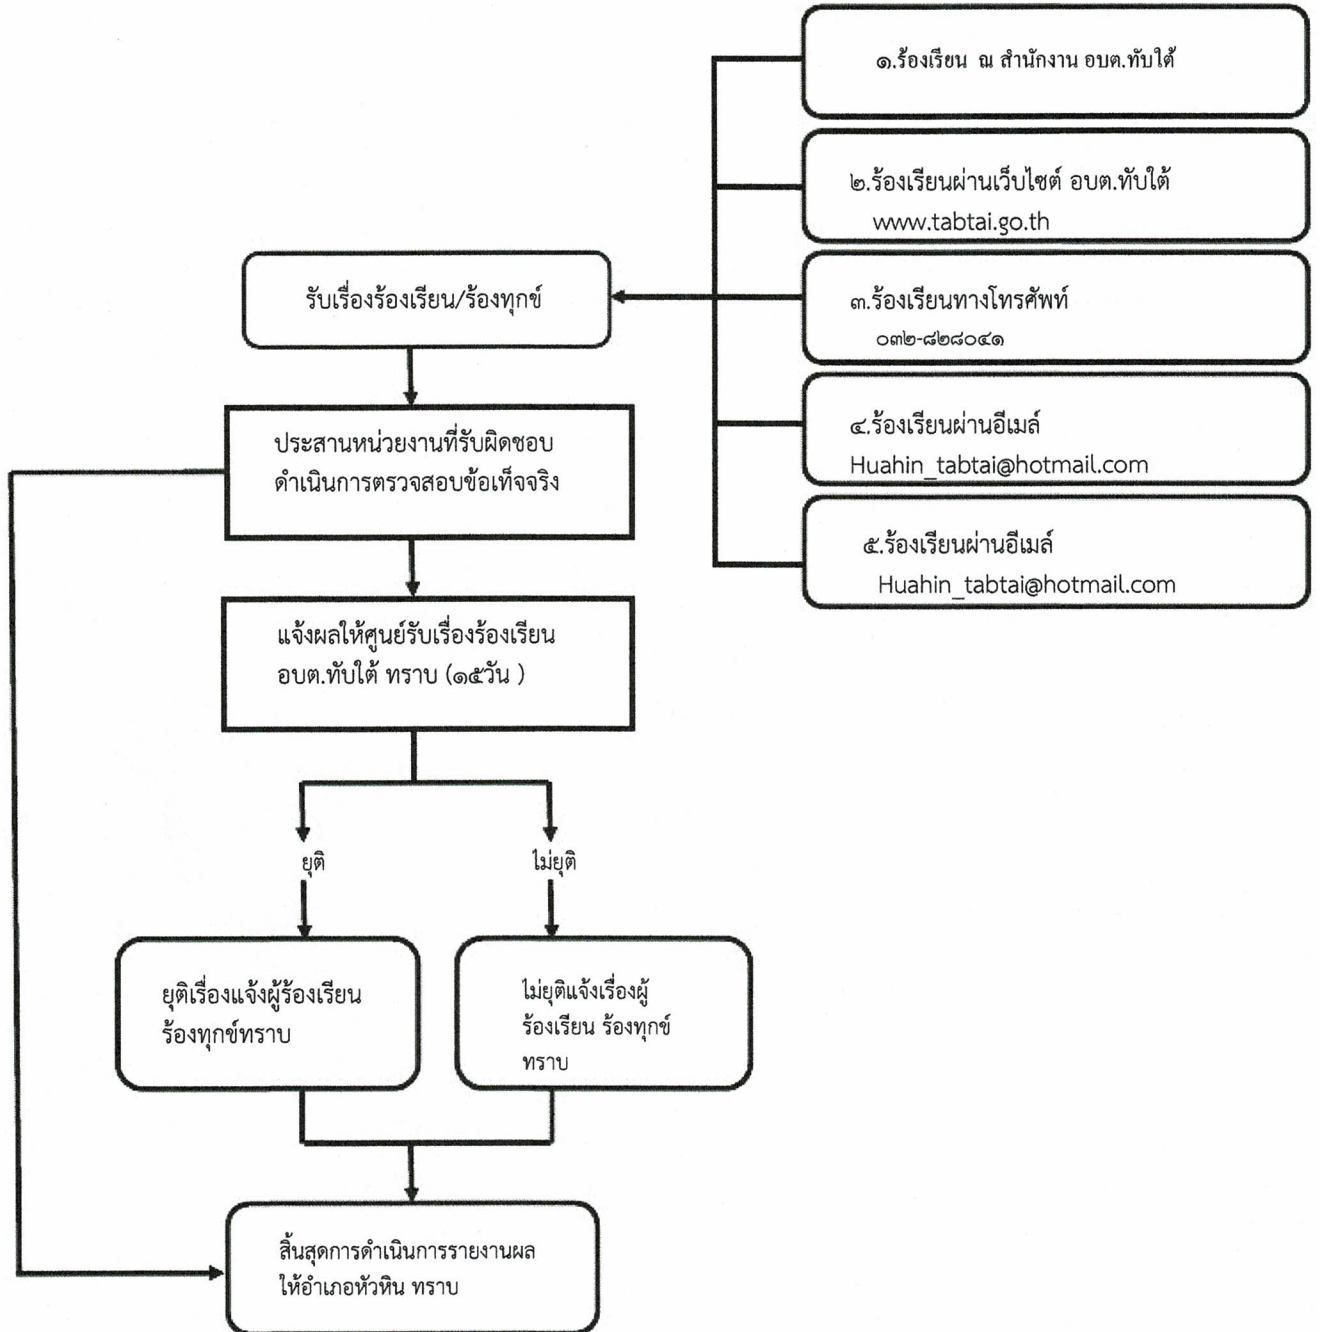 ๑.ร้องเรียน ณ สำนักงาน อบต.ทับใต้
๒.ร้องเรียนผ่านเว็บไซต์ อบต.ทับใต้
www.tabtai.go.th
๓.ร้องเรียนทางโทรศัพท์
๐๓๒-๘๒๘๐๔๑
๔.ร้องเรียนผ่านอีเมล์
Huahin_tabtai@hotmail.com
๕.ร้องเรียนผ่านอีเมล์
Huahin_tabtai@hotmail.com
รับเรื่องร้องเรียน/ร้องทุกข์
ประสานหน่วยงานที่รับผิดชอบ
ดำเนินการตรวจสอบข้อเท็จจริง
แจ้งผลให้ศูนย์รับเรื่องร้องเรียน
อบต.ทับใต้ ทราบ (๑๕วัน )
ยุติ
ไม่ยุติ
ยุติเรื่องแจ้งผู้ร้องเรียน
ร้องทุกข์ทราบ
ไม่ยุติแจ้งเรื่องผู้
ร้องเรียน ร้องทุกข์
ทราบ
สิ้นสุดการดำเนินการรายงานผล
ให้อำเภอหัวหิน ทราบ